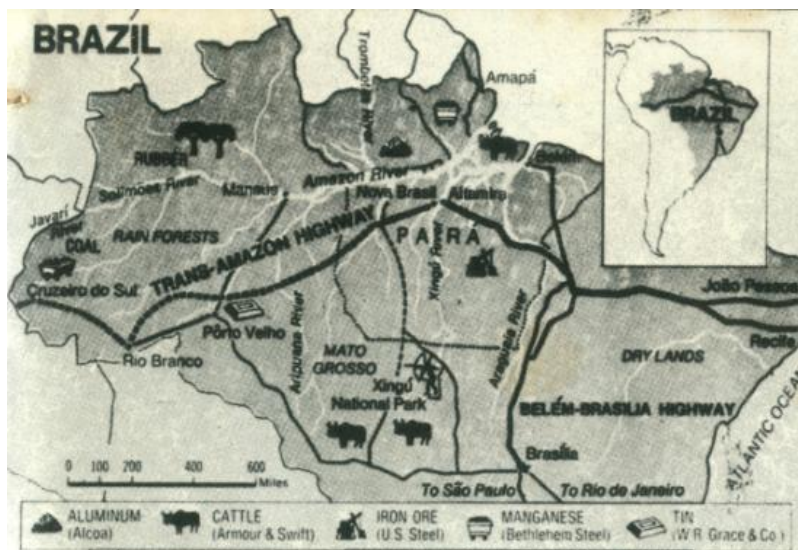 BRAZIL
Trombetas River
Amapá
BRAZIL
RUBBER
Belém
Solimões River
Manaus
Amazon River
Nova Brasil
Altamira
Javarí
River
COAL
RAIN FORESTS
TRANS-AMAZON HIGHWAY
PARÁ
Xingú River
Cruzeiro do Sul
João Pessoa
Pôrto Velho
Aripuana River
Araguaia River
Recife
Rio Branco
MATO
GROSSO
DRY LANDS
Xingú
National Park
BELÉM-BRASILIA HIGHWAY
ATLANTIC OCEAN
0 100 200 400 600
Miles
Brasília
To São Paulo
To Rio de Janeiro
ALUMINUM
(Alcoa)
CATTLE
(Armour & Swift)
IRON ORE
(U.S. Steel)
MANGANESE
(Bethlehem Steel)
TIN
(W.R. Grace & Co.)